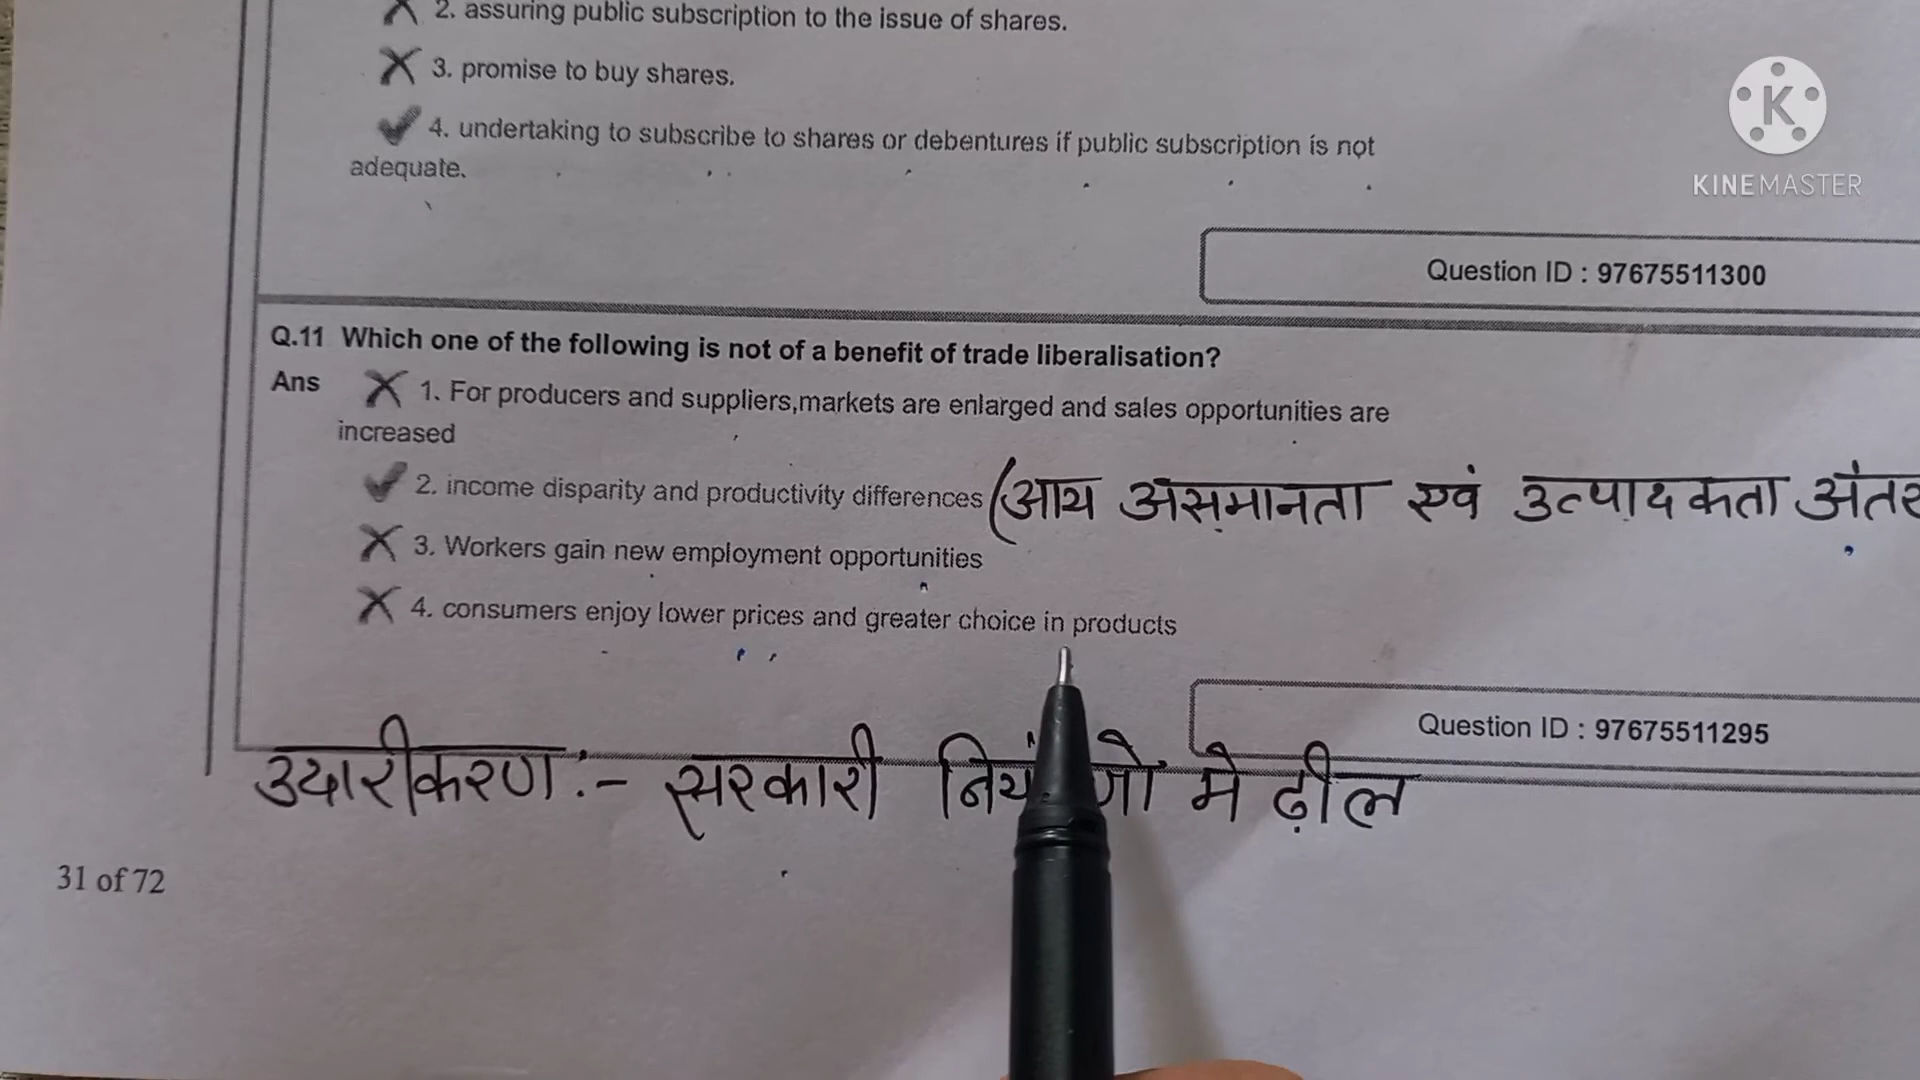 2. assuring public subscription to the issue of shares.
3. promise to buy shares.
4. undertaking to subscribe to shares or debentures if public subscription is not
adequate.
KINEMASTER
Question ID : 97675511300
Q.11 Which one of the following is not of a benefit of trade liberalisation?
Ans 1. For producers and suppliers,markets are enlarged and sales opportunities are
increased
2. income disparity and productivity differences (आय असमानता एवं उत्पादकता अंतर
3. Workers gain new employment opportunities
4. consumers enjoy lower prices and greater choice in products
Question ID : 97675511295
उदारीकरण :- सरकारी में ढ़ील
31 of 72